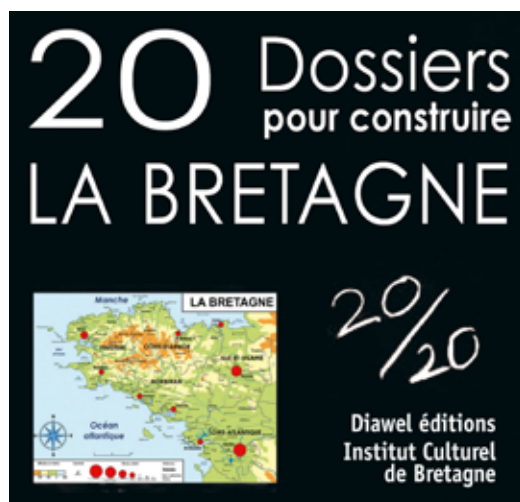 20 Dossiers
pour construire
LA BRETAGNE
Manche
LA BRETAGNE
MORBIHAN
Océan
atlantique
20/20
Diawel éditions
Institut Culturel
de Bretagne